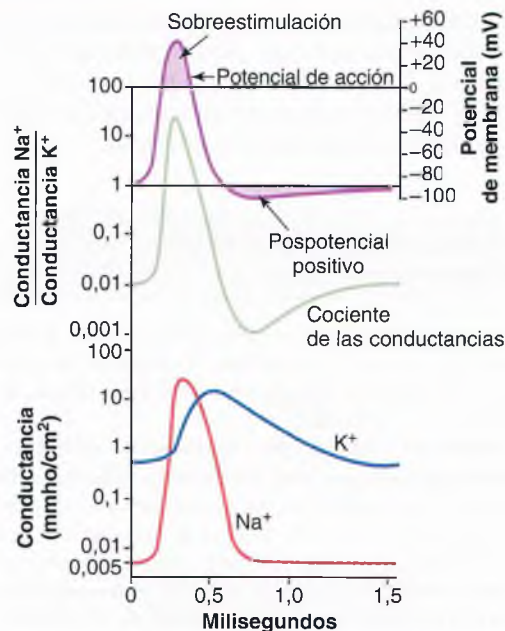 Sobreestimulación
Potencial de acción
+60
+40
+20
0
−20
−40
−60
−80
−100
Potencial
de membrana (mV)
100
10
1
0,1
0,01
0,001
Conductancia Na⁺
Conductancia K⁺
Pospotencial
positivo
Cociente
de las conductancias
100
10
1
0,1
0,01
0,005
Conductancia
(mmho/cm²)
K⁺
Na⁺
0
0,5
1,0
1,5
Milisegundos